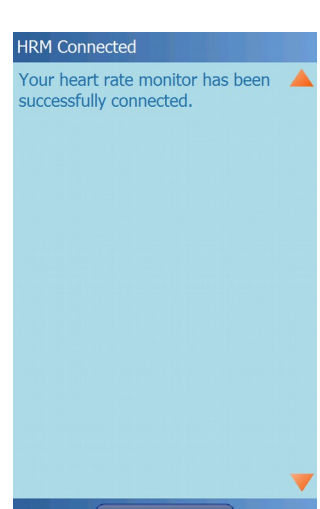 HRM Connected
Your heart rate monitor has been
successfully connected.